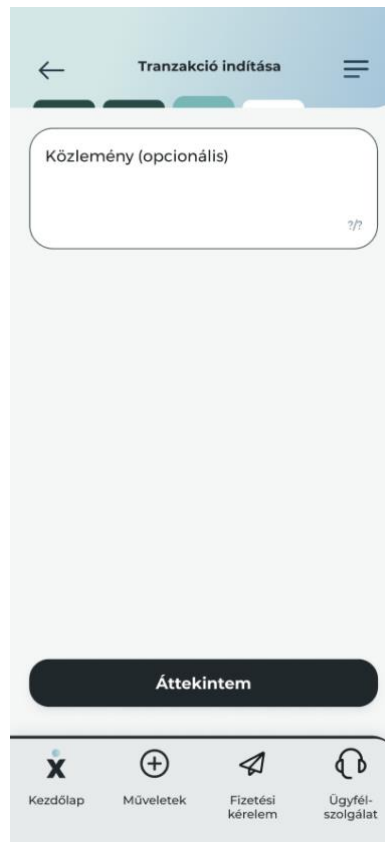 Tranzakció indítása
Közlemény (opcionális)
?/?
Áttekintem
Kezdőlap
Műveletek
Fizetési
kérelem
Ügyfél-
szolgálat